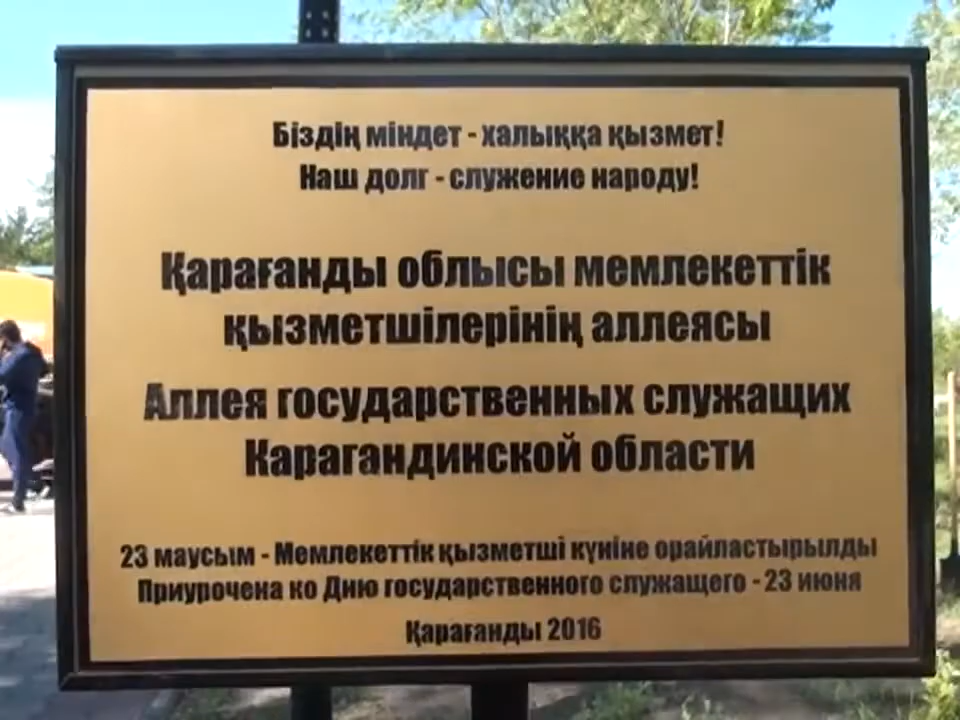 Біздің міндет - халыққа қызмет!
Наш долг - служение народу!
Қарағанды облысы мемлекеттік
қызметшілерінің аллеясы
Аллея государственных служащих
Карагандинской области
23 маусым - Мемлекеттік қызметші күніне орайластырылды
Приурочена ко Дню государственного служащего - 23 июня
Қарағанды 2016